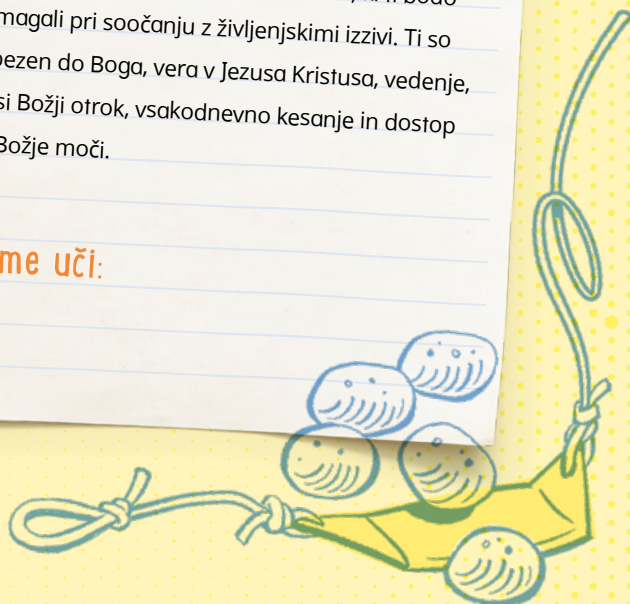 magali pri soočanju z življenjskimi izzivi. Ti so
do Boga, vera v Jezusa Kristusa, vedenje,
si Božji otrok, vsakodnevno kesanje in dostop
Božje moči.
me uči: